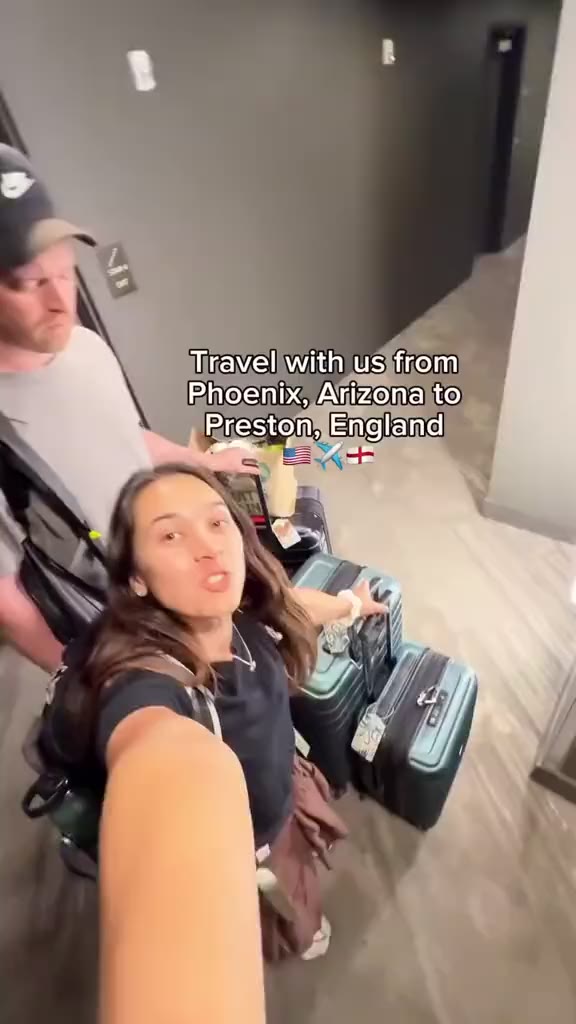 Travel with us from
Phoenix, Arizona to
Preston, England
🇺🇸✈️🏴󠁧󠁢󠁥󠁮󠁧󠁿